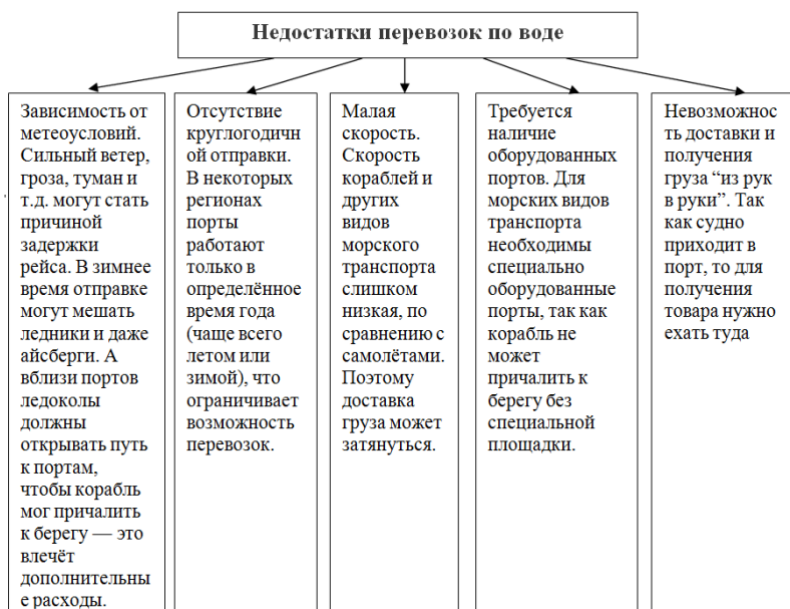 Недостатки перевозок по воде
Зависимость от
метеоусловий.
Сильный ветер,
гроза, туман и
т.д. могут стать
причиной
задержки
рейса. В зимнее
время отправке
могут мешать
ледники и даже
айсберги. А
вблизи портов
ледоколы
должны
открывать путь
к портам,
чтобы корабль
мог причалить
к берегу — это
влечёт
дополнительны
е расходы.
Отсутствие
круглогодичн
ой отправки.
В некоторых
регионах
порты
работают
только в
определённое
время года
(чаще всего
летом или
зимой), что
ограничивает
возможность
перевозок.
Малая
скорость.
Скорость
кораблей и
других
видов
морского
транспорта
слишком
низкая, по
сравнению с
самолётами.
Поэтому
доставка
груза может
затянуться.
Требуется
наличие
оборудованных
портов. Для
морских видов
транспорта
необходимы
специально
оборудованные
порты, так как
корабль не
может
причалить к
берегу без
специальной
площадки.
Невозможнос
ть доставки и
получения
груза “из рук
в руки”. Так
как судно
приходит в
порт, то для
получения
товара нужно
ехать туда